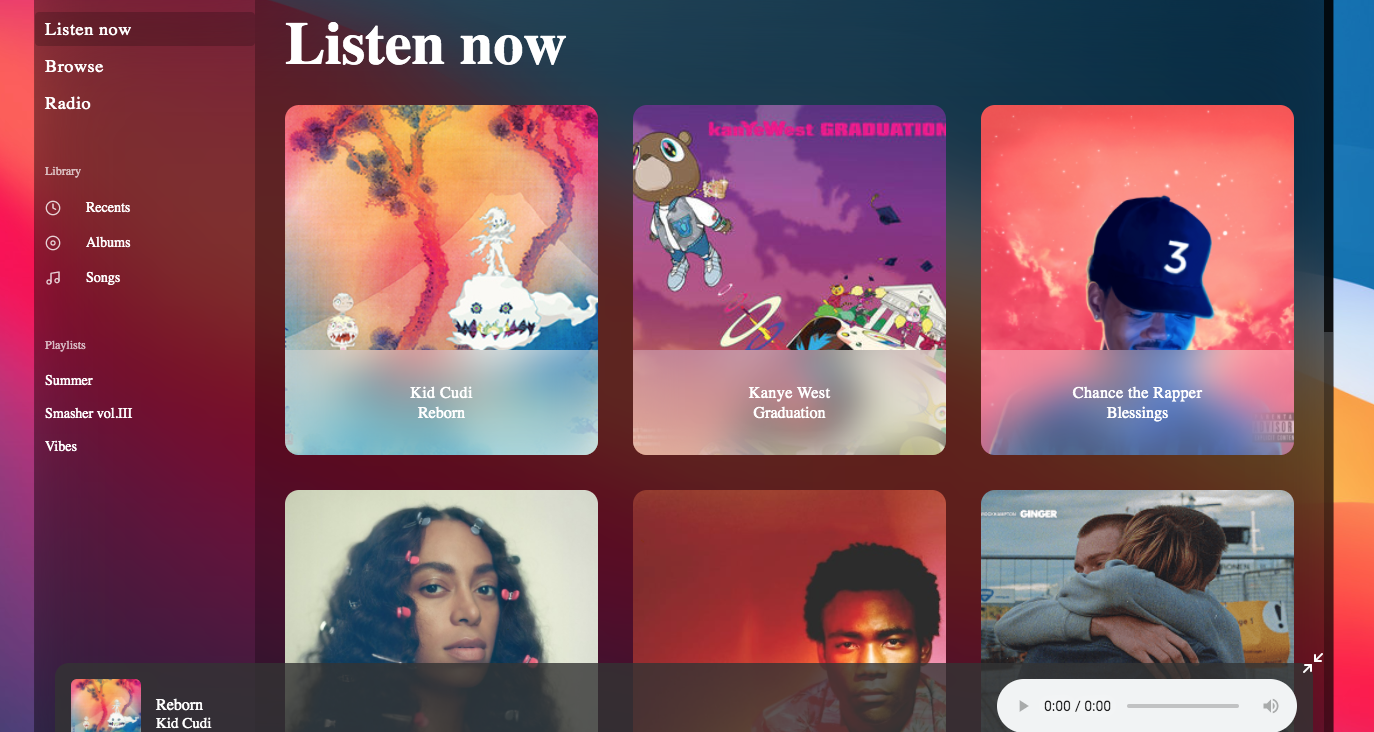 Listen now
Browse
Radio
Library
Recents
Albums
Songs
Playlists
Summer
Smasher vol.III
Vibes
Listen now
kanYeWest GRADUATION
3
Kid Cudi
Reborn
Kanye West
Graduation
Chance the Rapper
Blessings
GINGER
Reborn
Kid Cudi
0:00 / 0:00